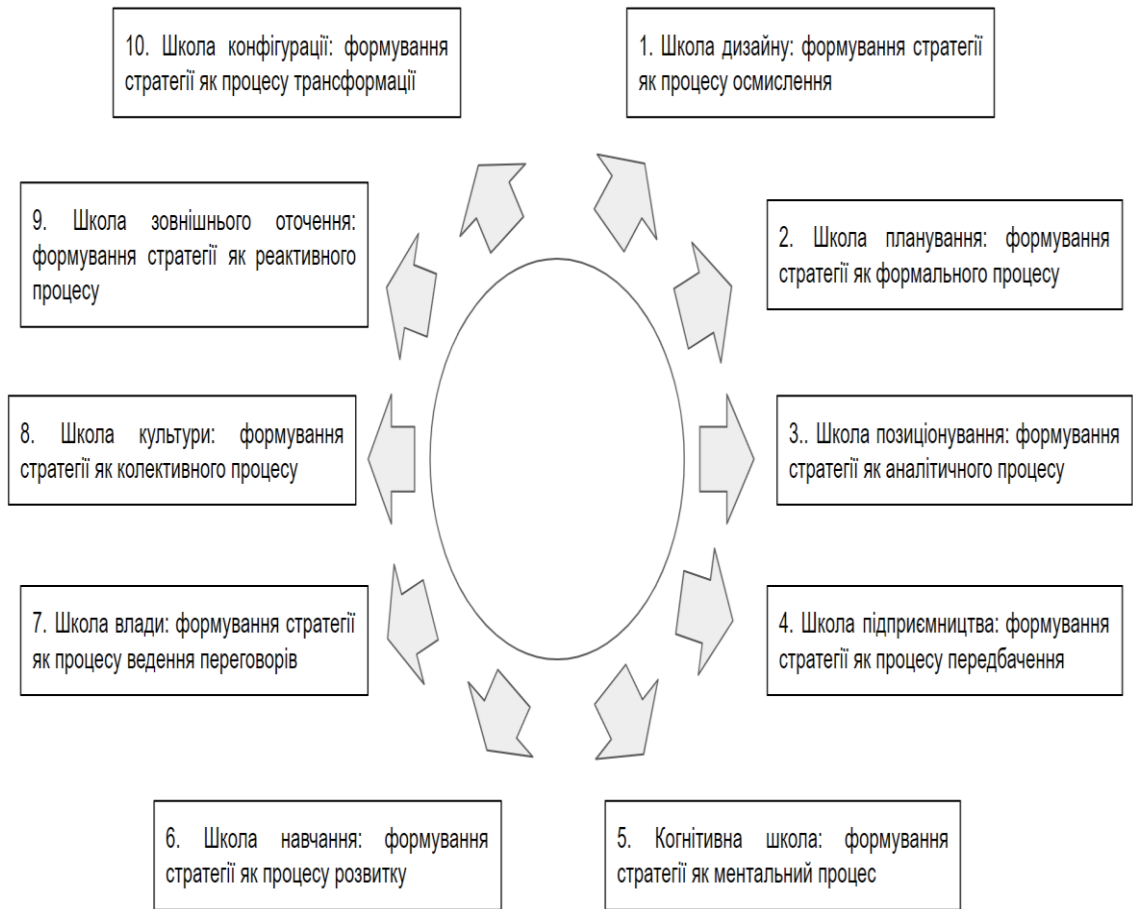 10. Школа конфігурації: формування
стратегії як процесу трансформації
1. Школа дизайну: формування стратегії
як процесу осмислення
9. Школа зовнішнього оточення:
формування стратегії як реактивного
процесу
2. Школа планування: формування
стратегії як формального процесу
8. Школа культури: формування
стратегії як колективного процесу
3.. Школа позиціонування: формування
стратегії як аналітичного процесу
7. Школа влади: формування стратегії
як процесу ведення переговорів
4. Школа підприємництва: формування
стратегії як процесу передбачення
6. Школа навчання: формування
стратегії як процесу розвитку
5. Когнітивна школа: формування
стратегії як ментальний процес